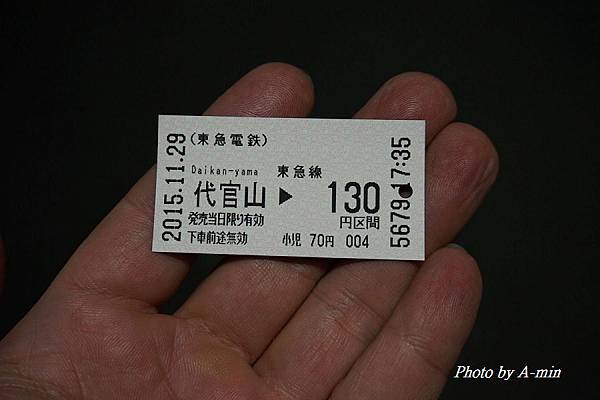 2015.11.29
(東急電鉄)
Daikan-yama 東急線
代官山 ▶ 130
発売当日限り有効 円区間
下車前途無効 小児 70円 004
5679 17:35
Photo by A-min